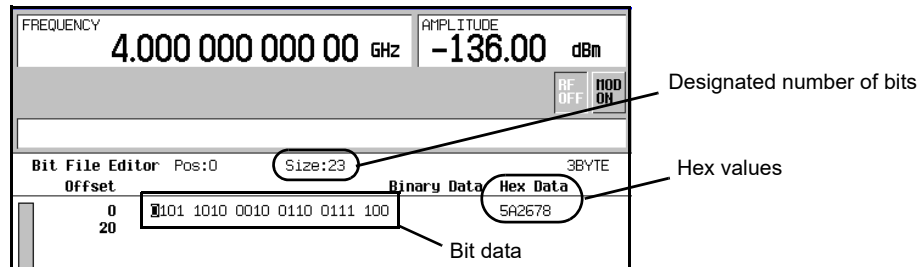 FREQUENCY
4.000 000 000 00 GHz
AMPLITUDE
-136.00 dBm
RF OFF
MOD ON
Designated number of bits
Bit File Editor Pos:0 Size:23 3BYTE
Hex values
Offset Binary Data Hex Data
0 0101 1010 0010 0110 0111 100 5A2678
20
Bit data